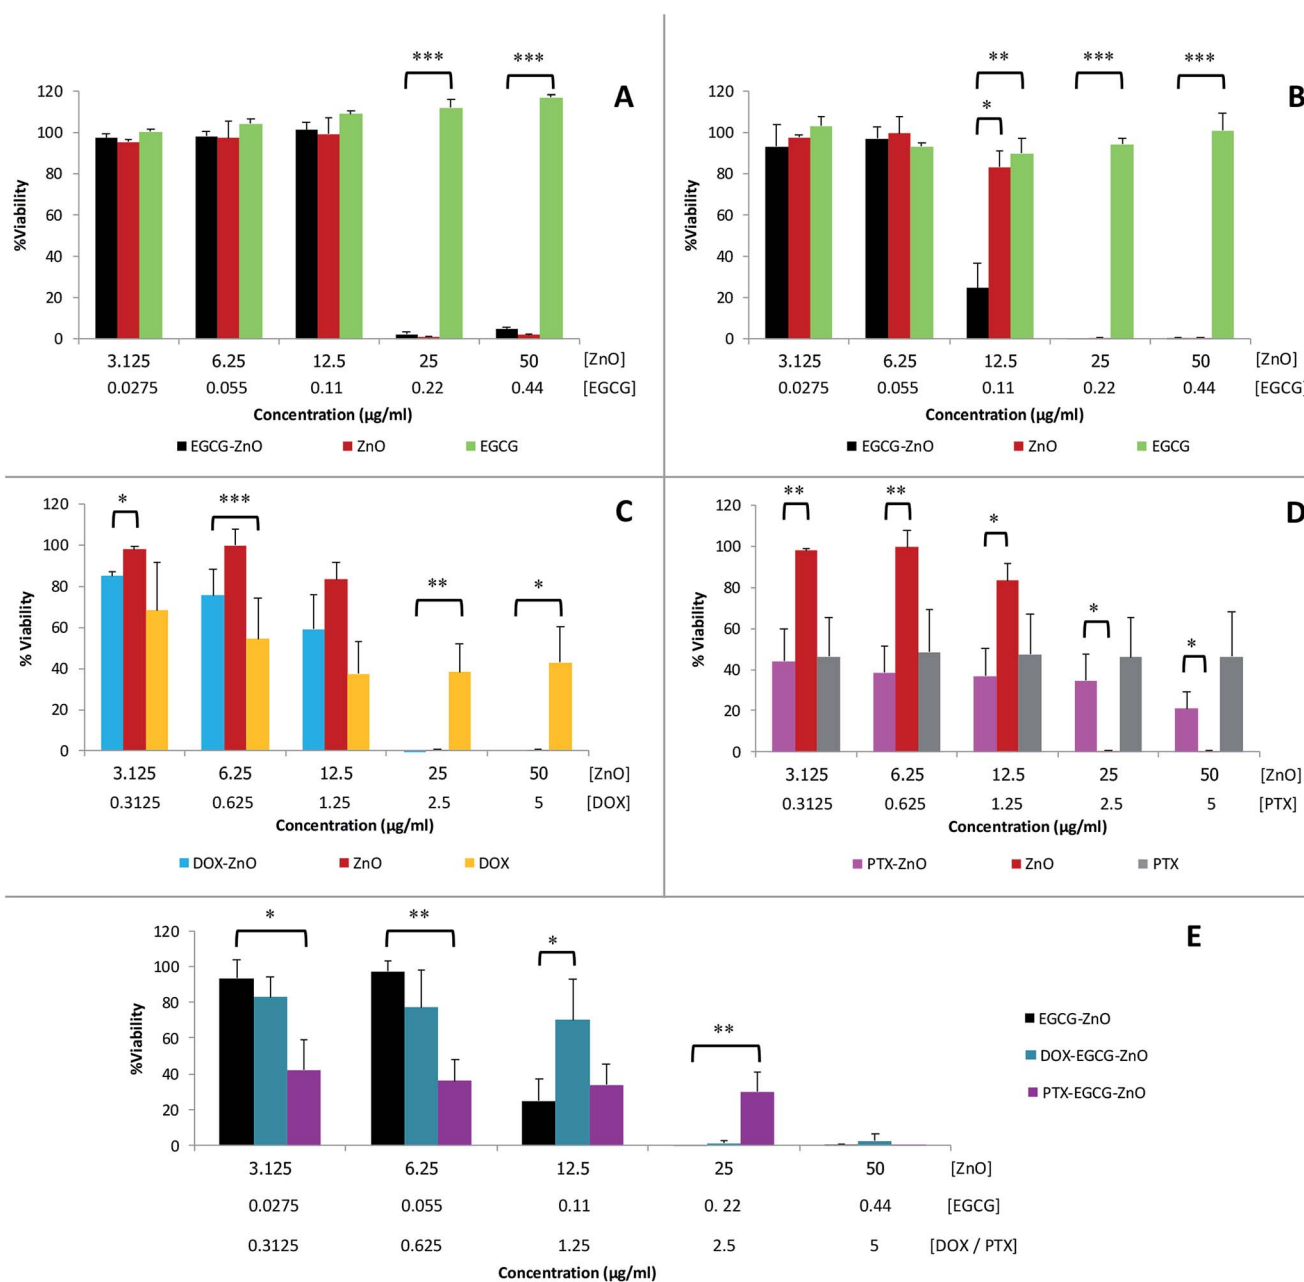 *** ***
120 A
100
80
60
40
20
0
%Viability
3.125 6.25 12.5 25 50 [ZnO]
0.0275 0.055 0.11 0.22 0.44 [EGCG]
Concentration (µg/ml)
EGCG-ZnO ZnO EGCG
** *** ***
*
120 B
100
80
60
40
20
0
%Viability
3.125 6.25 12.5 25 50 [ZnO]
0.0275 0.055 0.11 0.22 0.44 [EGCG]
Concentration (µg/ml)
EGCG-ZnO ZnO EGCG
* *** ** *
120 C
100
80
60
40
20
0
% Viability
3.125 6.25 12.5 25 50 [ZnO]
0.3125 0.625 1.25 2.5 5 [DOX]
Concentration (µg/ml)
DOX-ZnO ZnO DOX
** ** * * *
120 D
100
80
60
40
20
0
% Viability
3.125 6.25 12.5 25 50 [ZnO]
0.3125 0.625 1.25 2.5 5 [PTX]
Concentration (µg/ml)
PTX-ZnO ZnO PTX
* ** * **
120 E
100
80
60
40
20
0
%Viability
EGCG-ZnO
DOX-EGCG-ZnO
PTX-EGCG-ZnO
3.125 6.25 12.5 25 50 [ZnO]
0.0275 0.055 0.11 0. 22 0.44 [EGCG]
0.3125 0.625 1.25 2.5 5 [DOX / PTX]
Concentration (µg/ml)